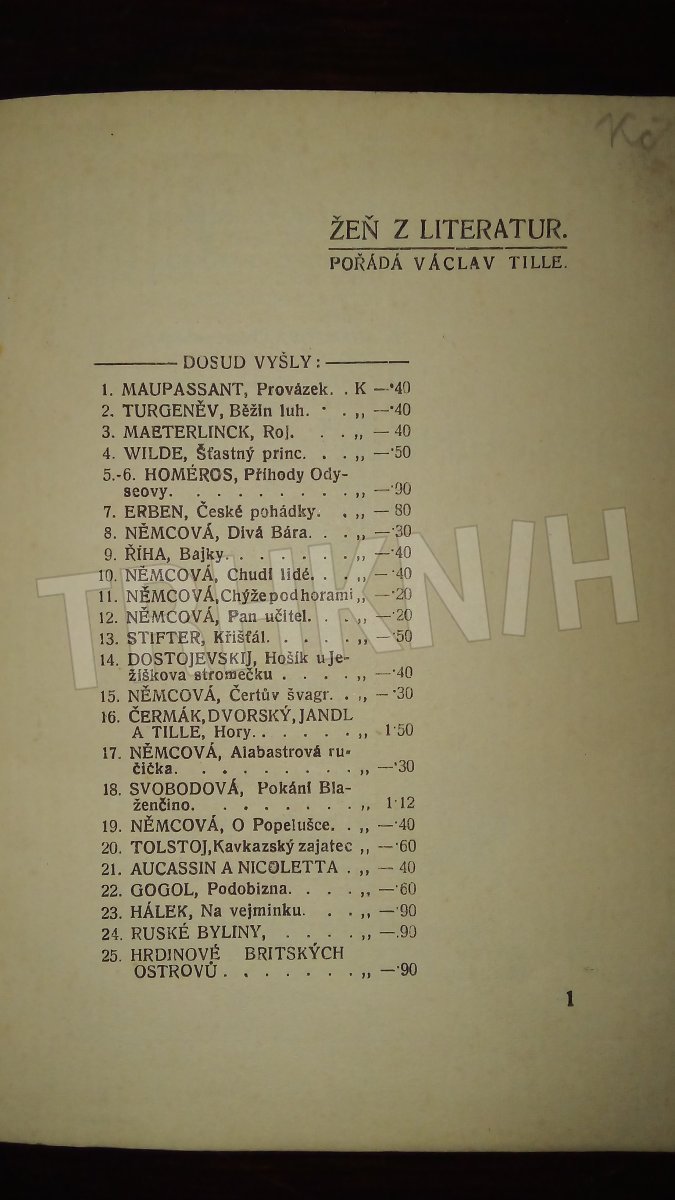 Kč
ŽEŇ Z LITERATUR.
POŘÁDÁ VÁCLAV TILLE.
DOSUD VYŠLY:
1. MAUPASSANT, Provázek. . K —·40
2. TURGENĚV, Běžin luh. · . „ —·40
3. MAETERLINCK, Roj. . . „ — 40
4. WILDE, Šťastný princ. . . „ —·50
5.-6. HOMÉROS, Příhody Ody-
seovy. . . . . . . . . „ —·90
7. ERBEN, České pohádky. . „ — 80
8. NĚMCOVÁ, Divá Bára. . . „ —·30
9. ŘÍHA, Bajky. . . . . . . „ —·40
10. NĚMCOVÁ, Chudí lidé. . . „ —·40
11. NĚMCOVÁ, Chýže pod horami „ —·20
12. NĚMCOVÁ, Pan učitel. . . „ —·20
13. STIFTER, Křišťál. . . . . „ —·50
14. DOSTOJEVSKIJ, Hošík u Je-
žíškova stromečku . . . . „ —·40
15. NĚMCOVÁ, Čertův švagr. . „ —·30
16. ČERMÁK, DVORSKÝ, JANDL
A TILLE, Hory. . . . . . „ 1·50
17. NĚMCOVÁ, Alabastrová ru-
čička. . . . . . . . . „ —·30
18. SVOBODOVÁ, Pokání Bla-
ženčino. . . . . . . . „ 1·12
19. NĚMCOVÁ, O Popelušce. . „ —·40
20. TOLSTOJ, Kavkazský zajatec „ —·60
21. AUCASSIN A NICOLETTA . „ — 40
22. GOGOL, Podobizna. . . . „ —·60
23. HÁLEK, Na vejminku. . . „ —·90
24. RUSKÉ BYLINY, . . . . „ —.90
25. HRDINOVÉ BRITSKÝCH
OSTROVŮ . . . . . . . „ —·90
1